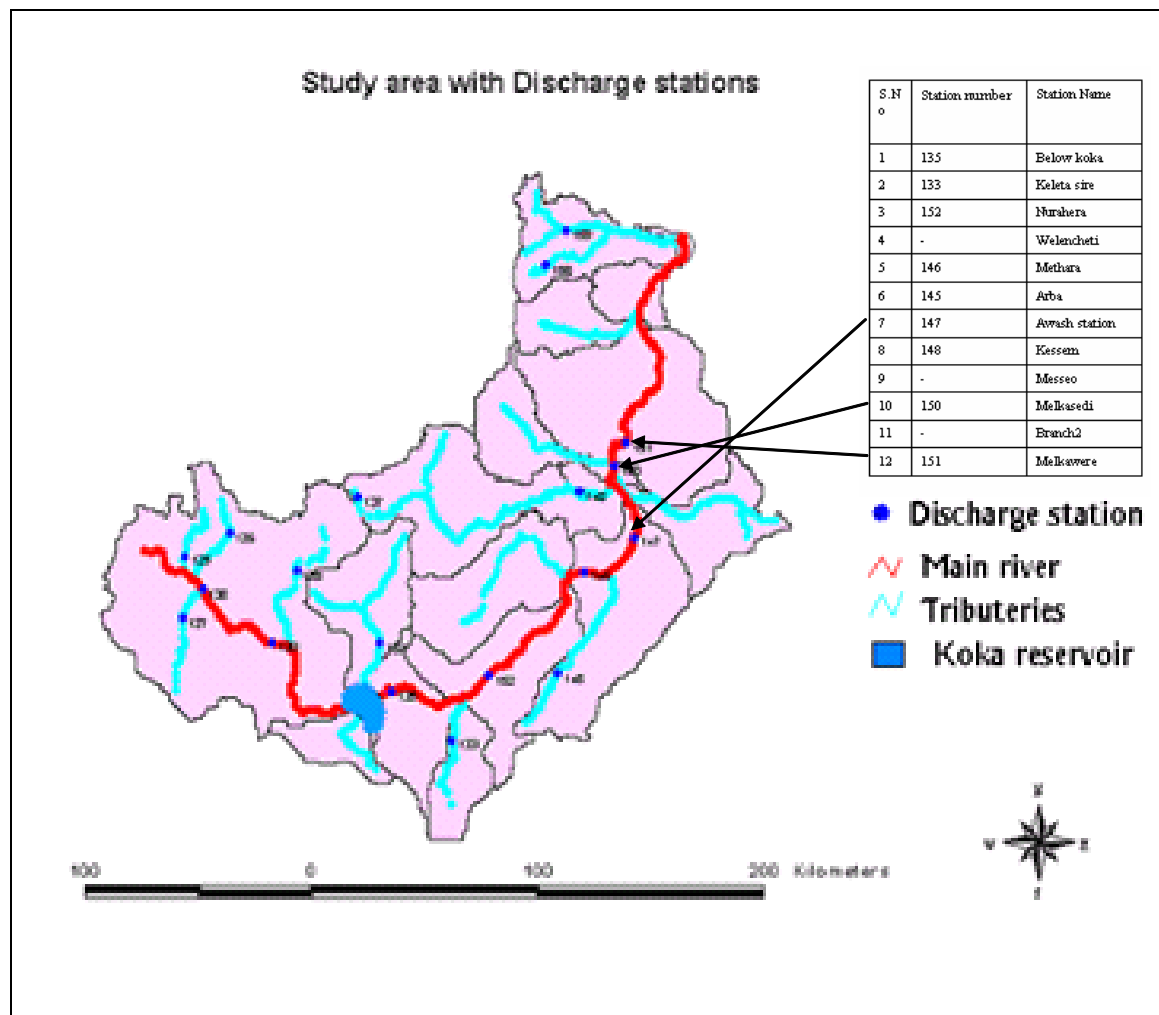 Study area with Discharge stations
S.N
o
Station number
Station Name
1 135 Below koka
2 133 Keleta sire
3 152 Nurahera
4 - Welencheti
5 146 Methara
6 145 Arba
7 147 Awash station
8 148 Kessem
9 - Messeo
10 150 Melkasedi
11 - Branch2
12 151 Melkawere
Discharge station
Main river
Tributeries
Koka reservoir
152
133
100 0 100 200 Kilometers